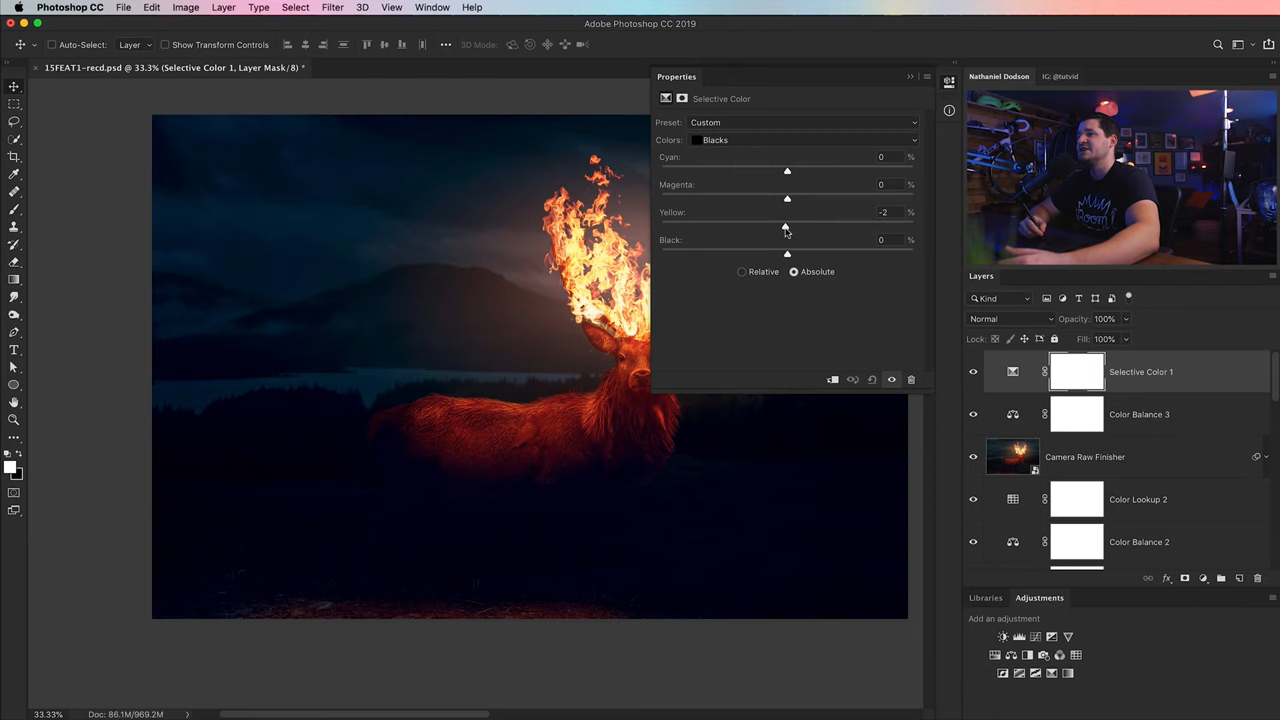 Photoshop CC File Edit Image Layer Type Select Filter 3D View Window Help
Adobe Photoshop CC 2019
Auto-Select: Layer Show Transform Controls 3D Mode:
15FEAT1-recd.psd @ 33.3% (Selective Color 1, Layer Mask/8) *
Properties
Selective Color
Preset: Custom
Colors: Blacks
Cyan: 0 %
Magenta: 0 %
Yellow: -2 %
Black: 0 %
Relative Absolute
Nathaniel Dodson IG: @tutvid
Layers
Kind
Normal Opacity: 100%
Lock: Fill: 100%
Selective Color 1
Color Balance 3
Camera Raw Finisher
Color Lookup 2
Color Balance 2
fx
Libraries Adjustments
Add an adjustment
33.33% Doc: 86.1M/969.2M